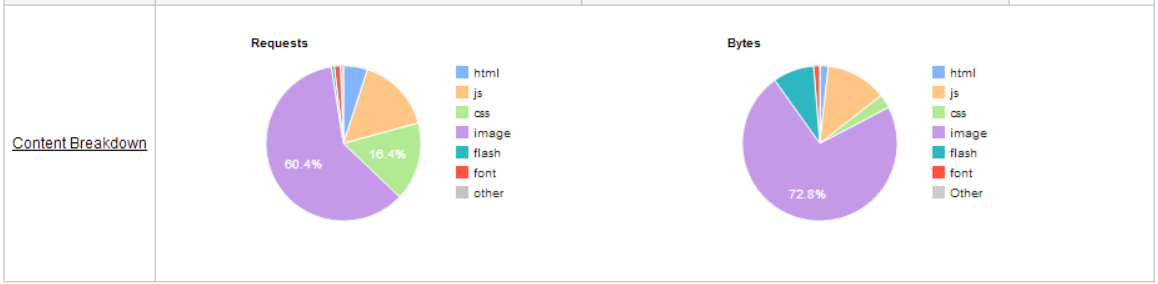 Content Breakdown
Requests
60.4%
16.4%
html
js
css
image
flash
font
other
Bytes
72.8%
html
js
css
image
flash
font
Other